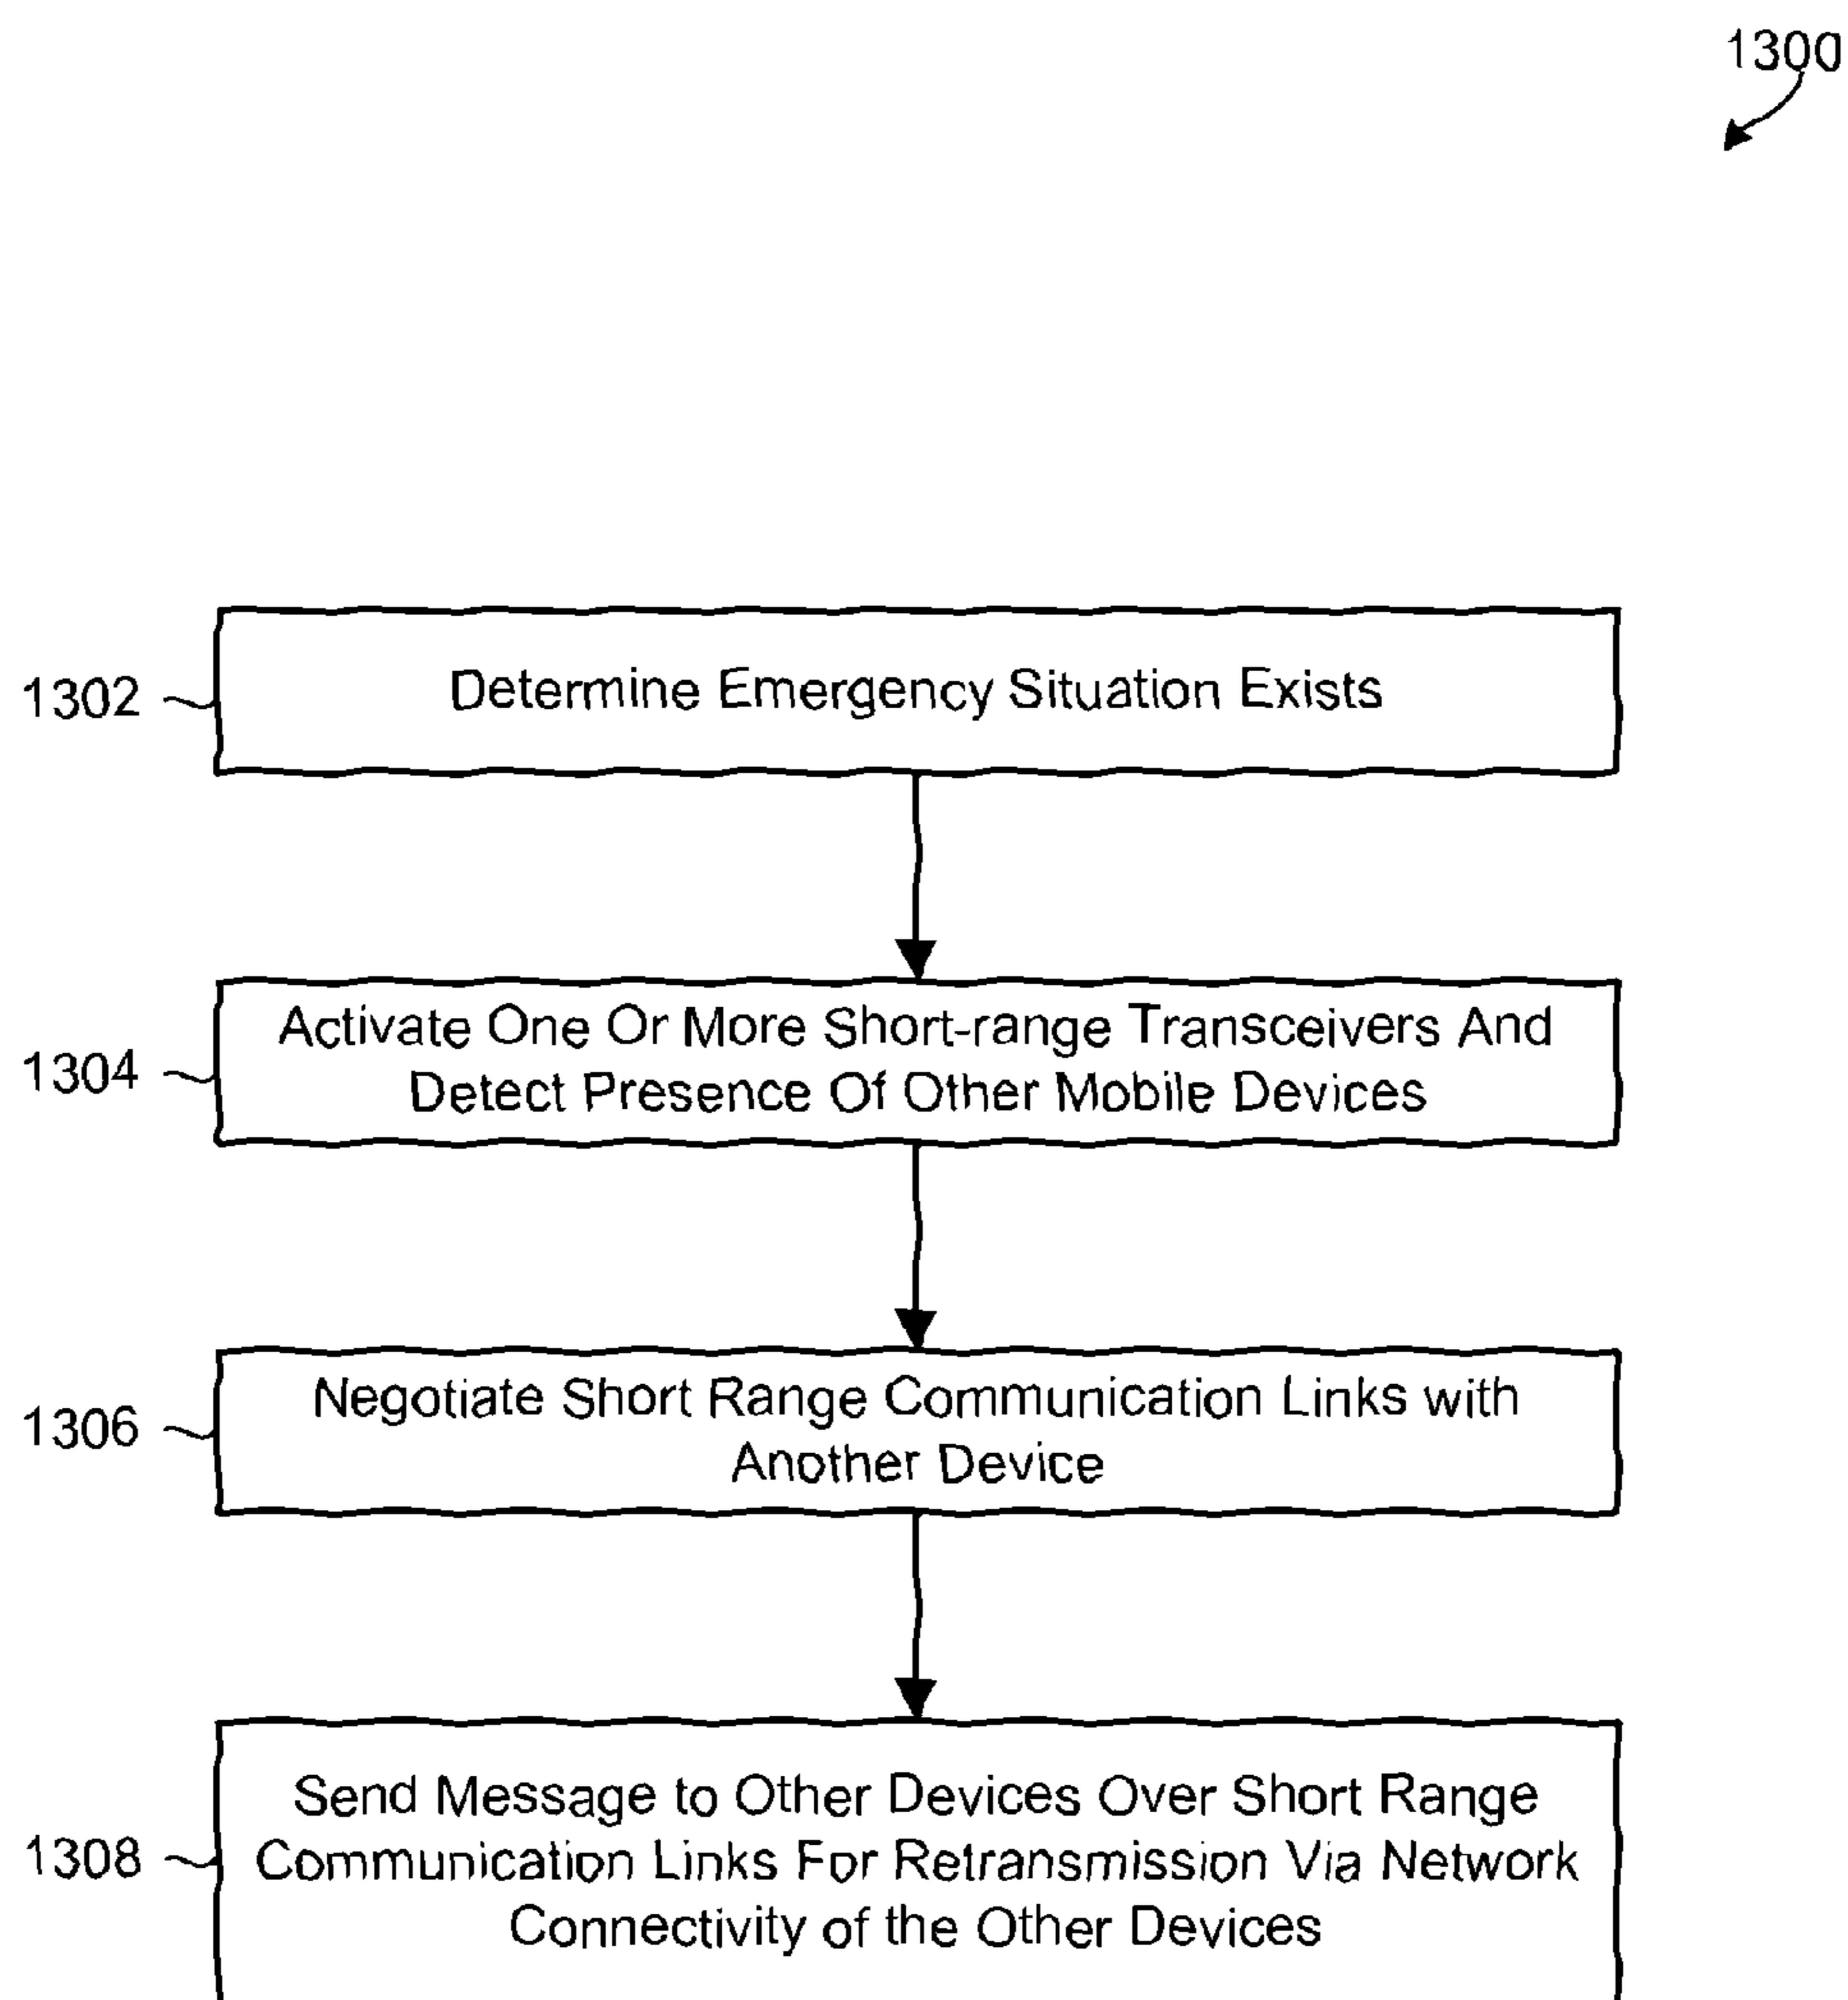 1300
1302
Determine Emergency Situation Exists
1304
Activate One Or More Short-range Transceivers And
Detect Presence Of Other Mobile Devices
1306
Negotiate Short Range Communication Links with
Another Device
1308
Send Message to Other Devices Over Short Range
Communication Links For Retransmission Via Network
Connectivity of the Other Devices